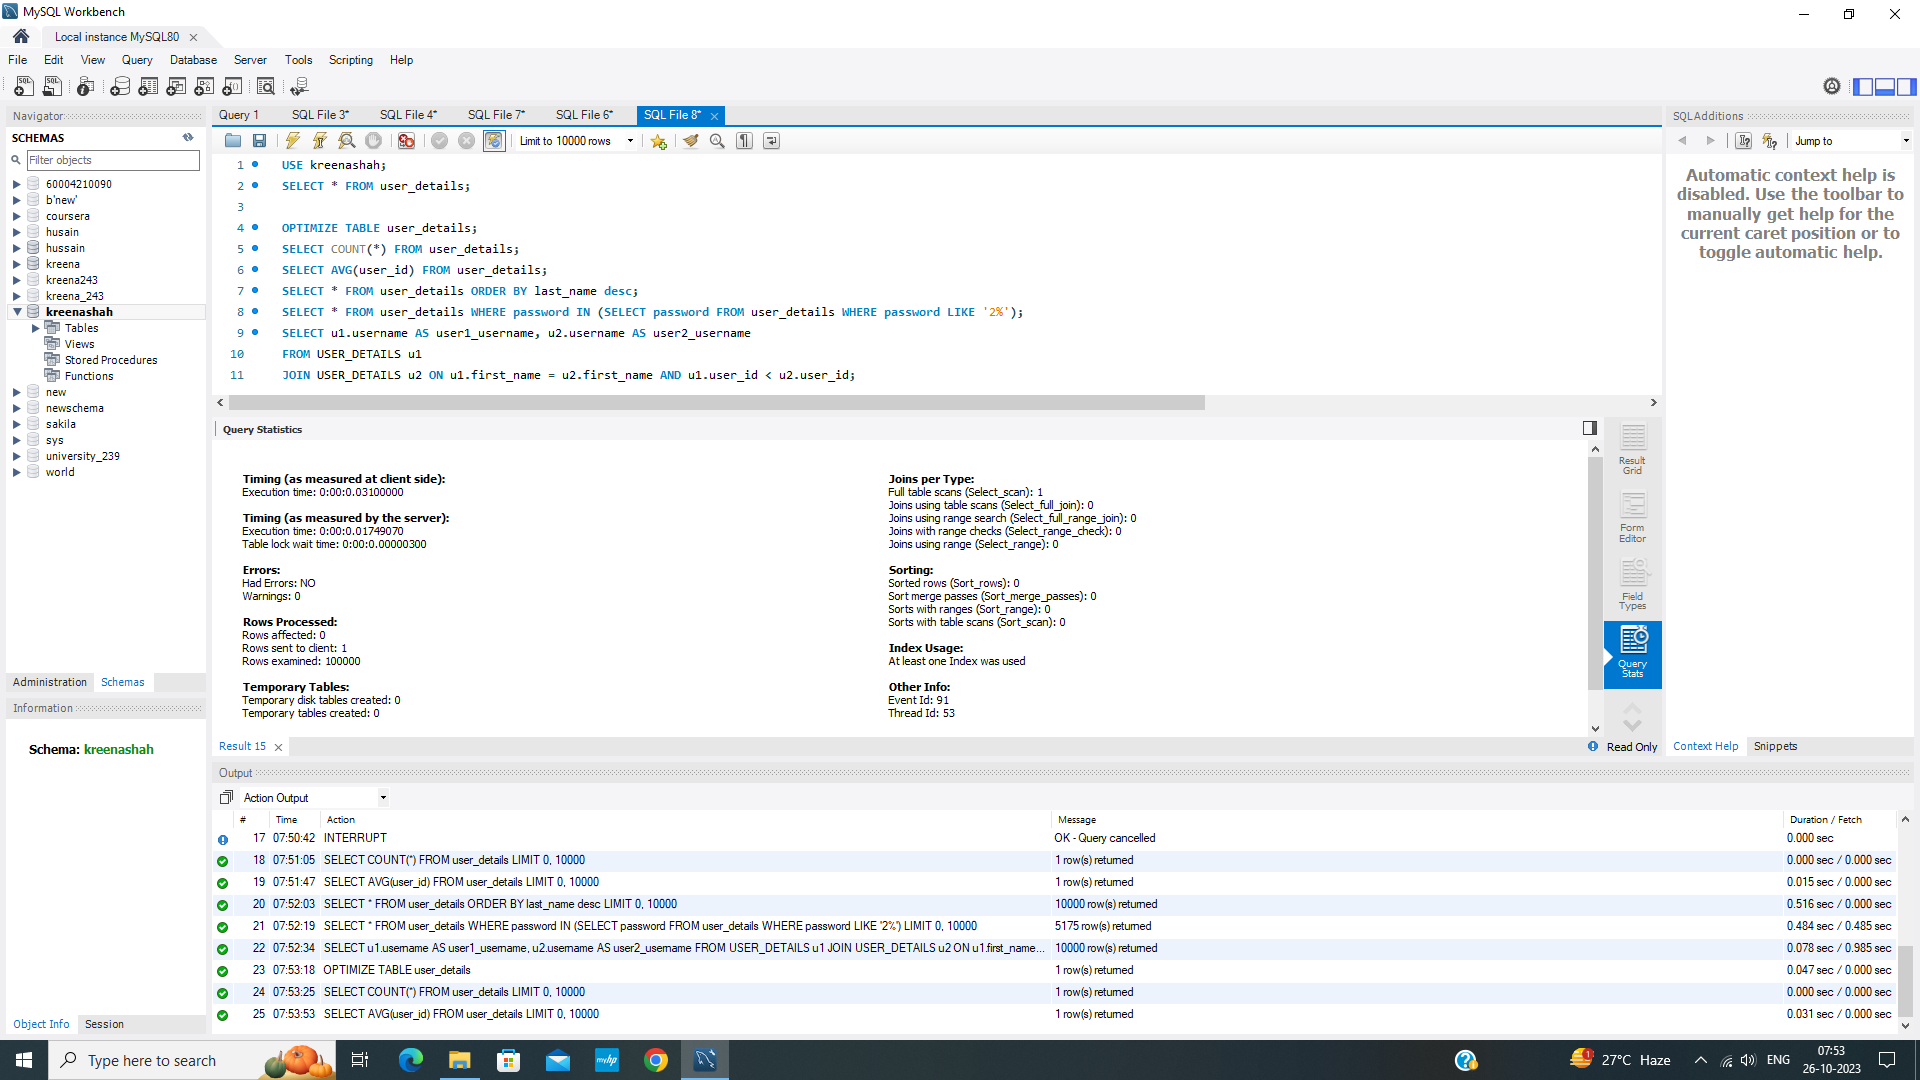 MySQL Workbench
Local instance MySQL80
File Edit View Query Database Server Tools Scripting Help
Navigator
SCHEMAS
Filter objects
60004210090
b'new'
coursera
husain
hussain
kreena
kreena243
kreena_243
kreenashah
Tables
Views
Stored Procedures
Functions
new
newschema
sakila
sys
university_239
world
Administration Schemas
Information
Schema: kreenashah
Object Info Session
Query 1 SQL File 3* SQL File 4* SQL File 7* SQL File 6* SQL File 8*
Limit to 10000 rows
1 USE kreenashah;
2 SELECT * FROM user_details;
3
4 OPTIMIZE TABLE user_details;
5 SELECT COUNT(*) FROM user_details;
6 SELECT AVG(user_id) FROM user_details;
7 SELECT * FROM user_details ORDER BY last_name desc;
8 SELECT * FROM user_details WHERE password IN (SELECT password FROM user_details WHERE password LIKE '2%');
9 SELECT u1.username AS user1_username, u2.username AS user2_username
10 FROM USER_DETAILS u1
11 JOIN USER_DETAILS u2 ON u1.first_name = u2.first_name AND u1.user_id < u2.user_id;
Query Statistics
Timing (as measured at client side):
Execution time: 0:00:0.03100000
Timing (as measured by the server):
Execution time: 0:00:0.01749070
Table lock wait time: 0:00:0.00000300
Errors:
Had Errors: NO
Warnings: 0
Rows Processed:
Rows affected: 0
Rows sent to client: 1
Rows examined: 100000
Temporary Tables:
Temporary disk tables created: 0
Temporary tables created: 0
Joins per Type:
Full table scans (Select_scan): 1
Joins using table scans (Select_full_join): 0
Joins using range search (Select_full_range_join): 0
Joins with range checks (Select_range_check): 0
Joins using range (Select_range): 0
Sorting:
Sorted rows (Sort_rows): 0
Sort merge passes (Sort_merge_passes): 0
Sorts with ranges (Sort_range): 0
Sorts with table scans (Sort_scan): 0
Index Usage:
At least one Index was used
Other Info:
Event Id: 91
Thread Id: 53
Result
Grid
Form
Editor
Field
Types
Query
Stats
Result 15
Read Only
SQLAdditions
Jump to
Automatic context help is
disabled. Use the toolbar to
manually get help for the
current caret position or to
toggle automatic help.
Context Help Snippets
Output
Action Output
# Time Action Message Duration / Fetch
17 07:50:42 INTERRUPT OK - Query cancelled 0.000 sec
18 07:51:05 SELECT COUNT(*) FROM user_details LIMIT 0, 10000 1 row(s) returned 0.000 sec / 0.000 sec
19 07:51:47 SELECT AVG(user_id) FROM user_details LIMIT 0, 10000 1 row(s) returned 0.015 sec / 0.000 sec
20 07:52:03 SELECT * FROM user_details ORDER BY last_name desc LIMIT 0, 10000 10000 row(s) returned 0.516 sec / 0.000 sec
21 07:52:19 SELECT * FROM user_details WHERE password IN (SELECT password FROM user_details WHERE password LIKE '2%') LIMIT 0, 10000 5175 row(s) returned 0.484 sec / 0.485 sec
22 07:52:34 SELECT u1.username AS user1_username, u2.username AS user2_username FROM USER_DETAILS u1 JOIN USER_DETAILS u2 ON u1.first_name... 10000 row(s) returned 0.078 sec / 0.985 sec
23 07:53:18 OPTIMIZE TABLE user_details 1 row(s) returned 0.047 sec / 0.000 sec
24 07:53:25 SELECT COUNT(*) FROM user_details LIMIT 0, 10000 1 row(s) returned 0.000 sec / 0.000 sec
25 07:53:53 SELECT AVG(user_id) FROM user_details LIMIT 0, 10000 1 row(s) returned 0.031 sec / 0.000 sec
Type here to search
myhp
1
27°C Haze
ENG
07:53
26-10-2023